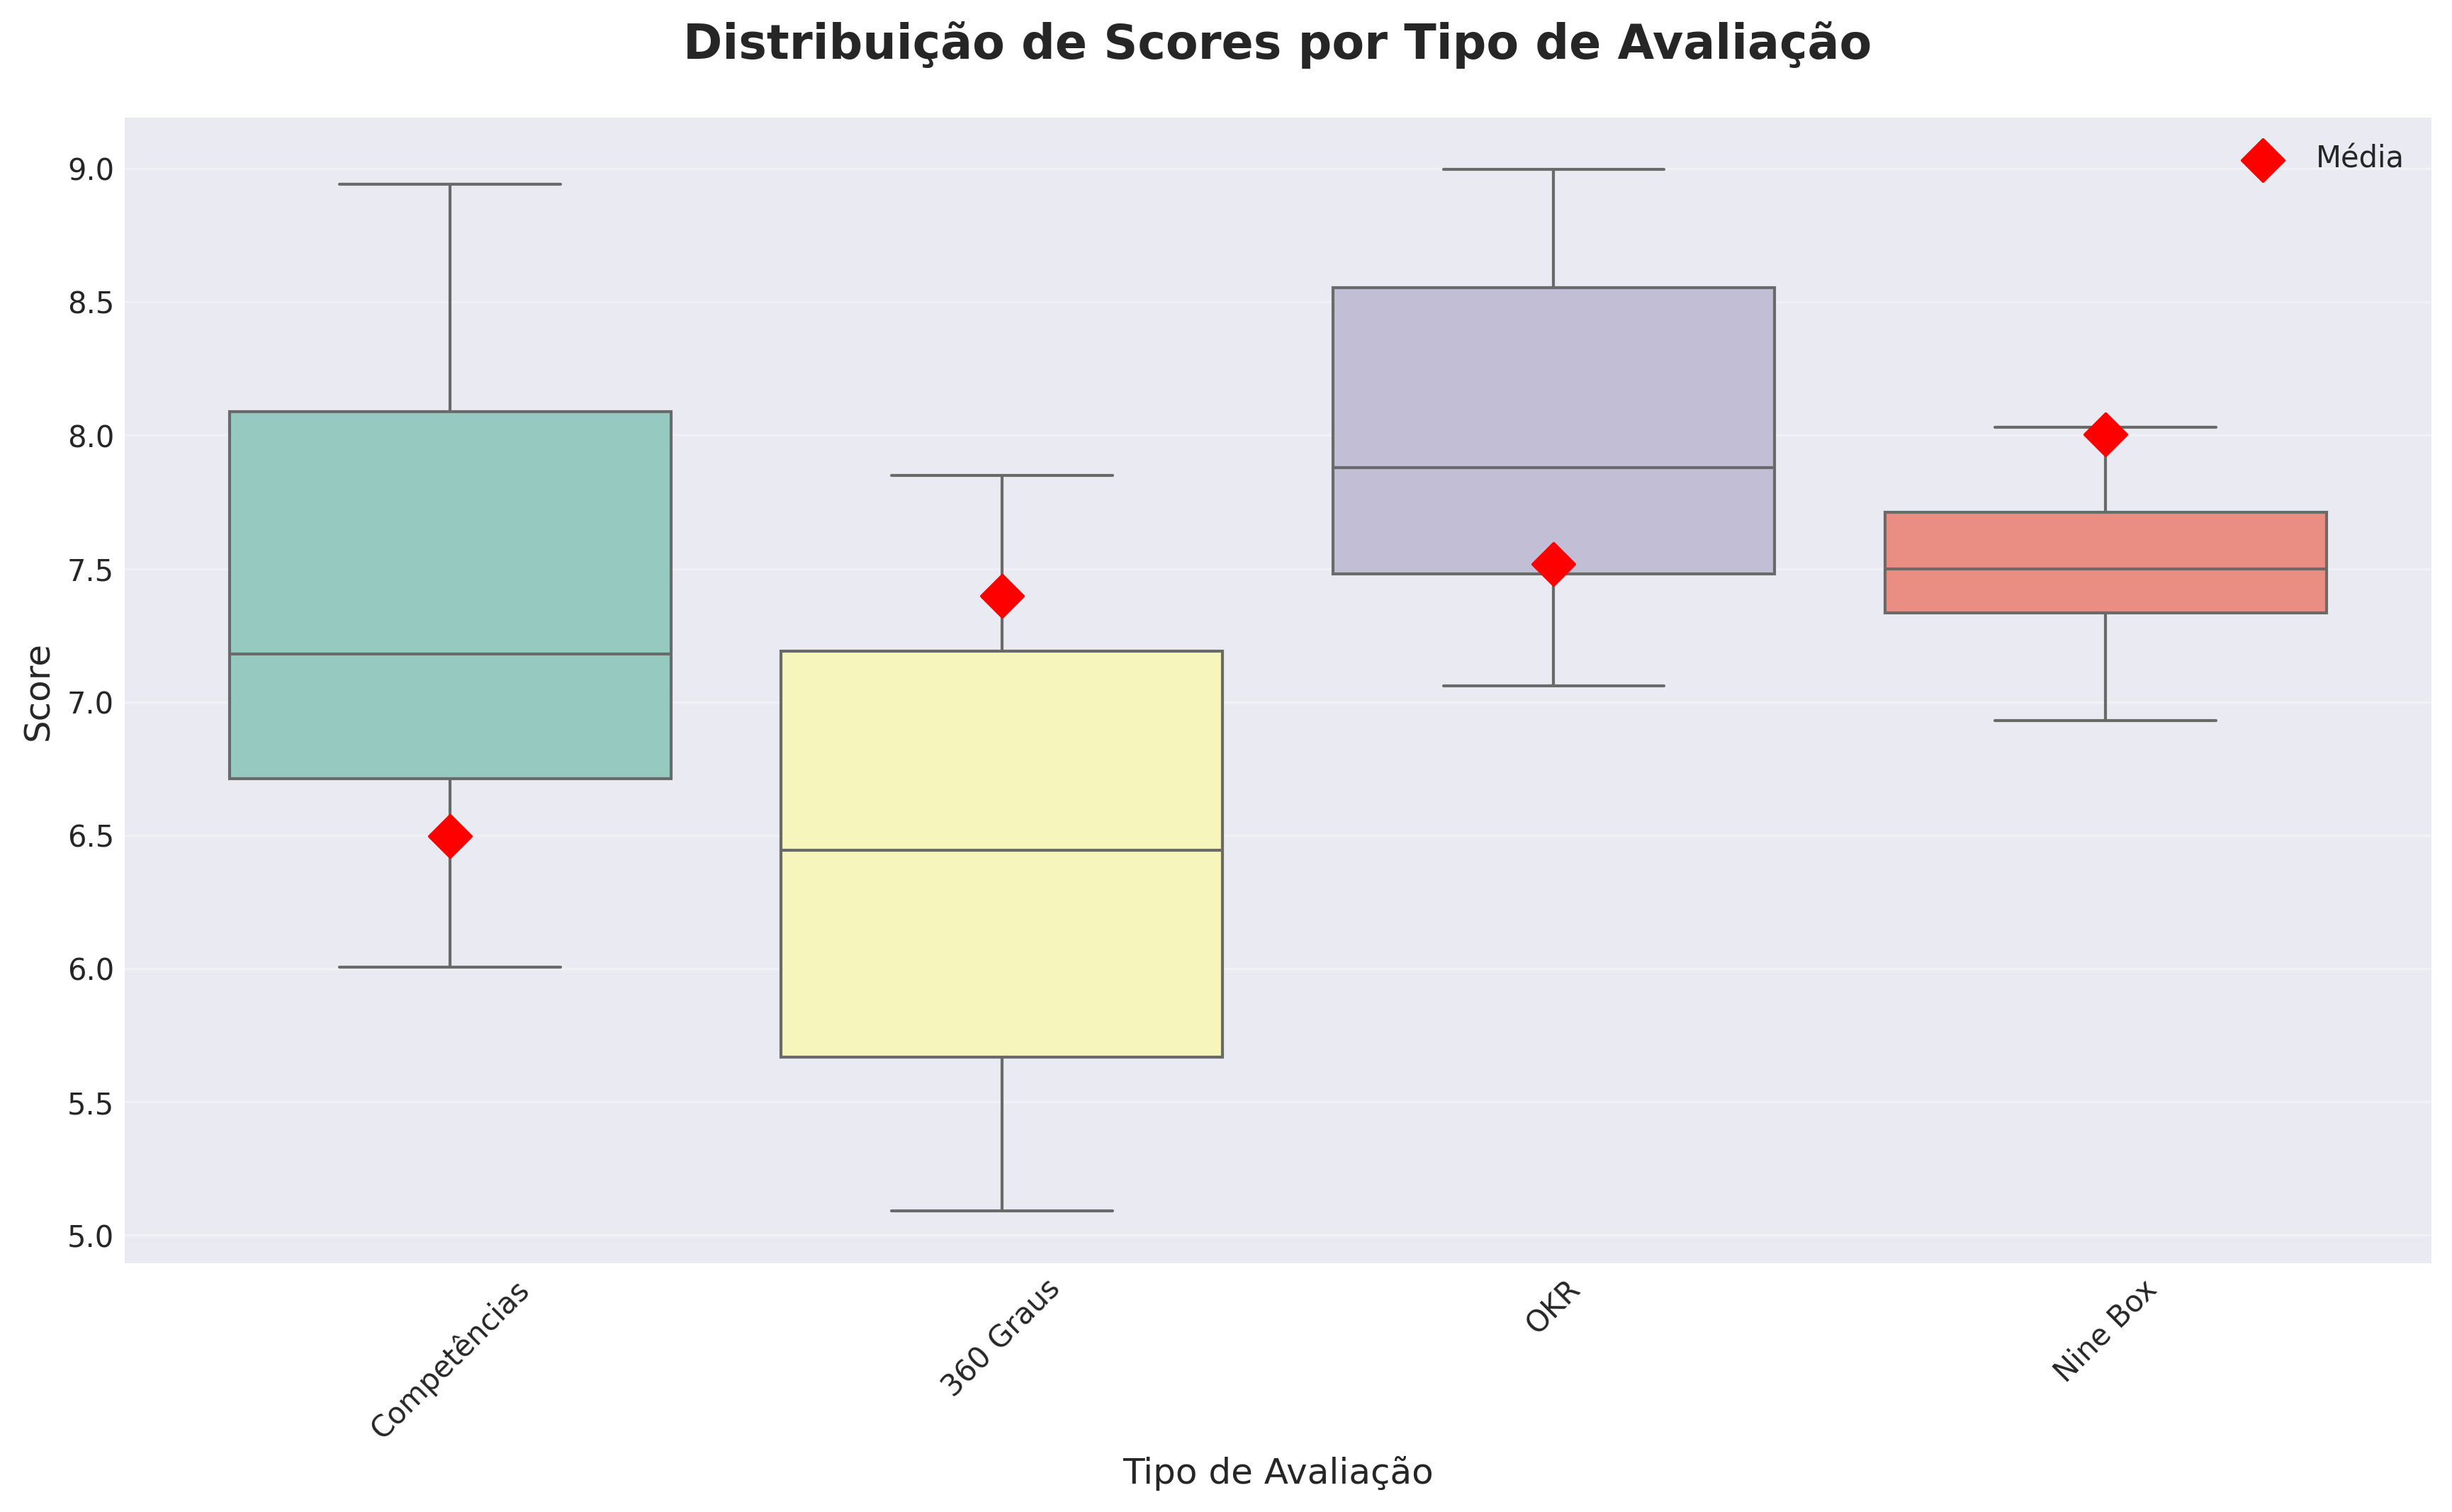 Distribuição de Scores por Tipo de Avaliação
Média
Score
9.0
8.5
8.0
7.5
7.0
6.5
6.0
5.5
5.0
Competências
360 Graus
OKR
Nine Box
Tipo de Avaliação